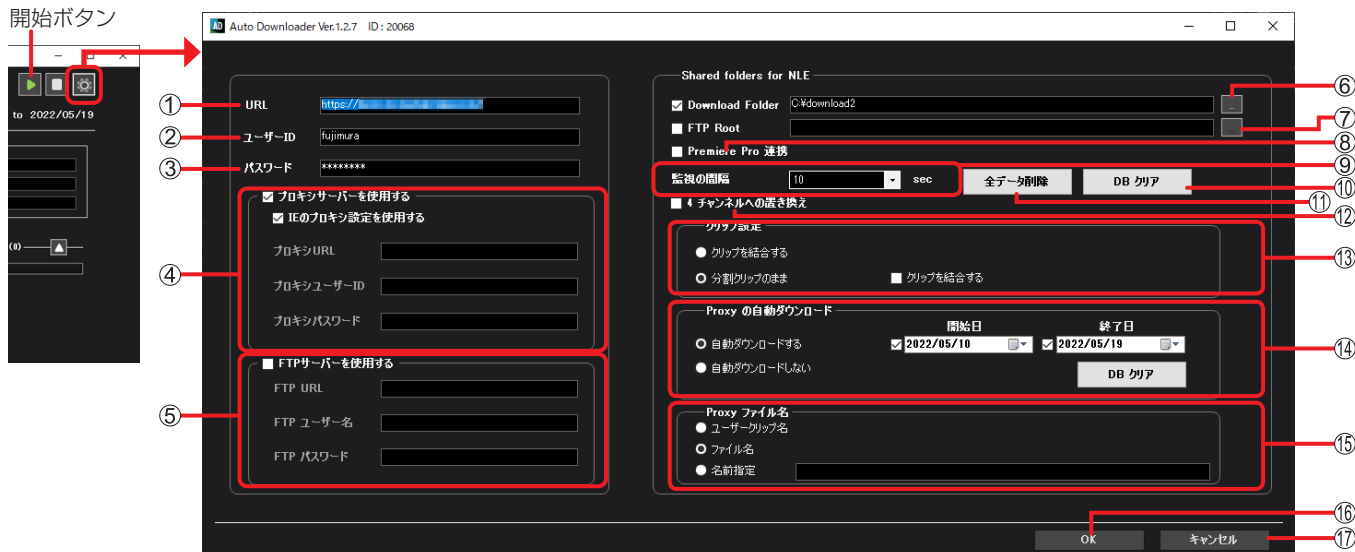 開始ボタン
to 2022/05/19
(0)
AD Auto Downloader Ver.1.2.7 ID : 20068
① URL https://
② ユーザーID fujimura
③ パスワード ********
④
プロキシサーバーを使用する
IEのプロキシ設定を使用する
プロキシURL
プロキシユーザーID
プロキシパスワード
⑤
FTPサーバーを使用する
FTP URL
FTP ユーザー名
FTP パスワード
Shared folders for NLE
Download Folder C:¥download2 ... ⑥
FTP Root ... ⑦
Premiere Pro 連携 ⑧
監視の間隔 10 sec ⑨
全データ削除 ⑪
DB クリア ⑩
4 チャンネルへの置き換え ⑫
クリップ設定
クリップを結合する ⑬
分割クリップのまま クリップを結合する
Proxy の自動ダウンロード
開始日 終了日
自動ダウンロードする 2022/05/10 2022/05/19 ⑭
自動ダウンロードしない
DB クリア
Proxy ファイル名
ユーザークリップ名
ファイル名 ⑮
名前指定
OK ⑯
キャンセル ⑰